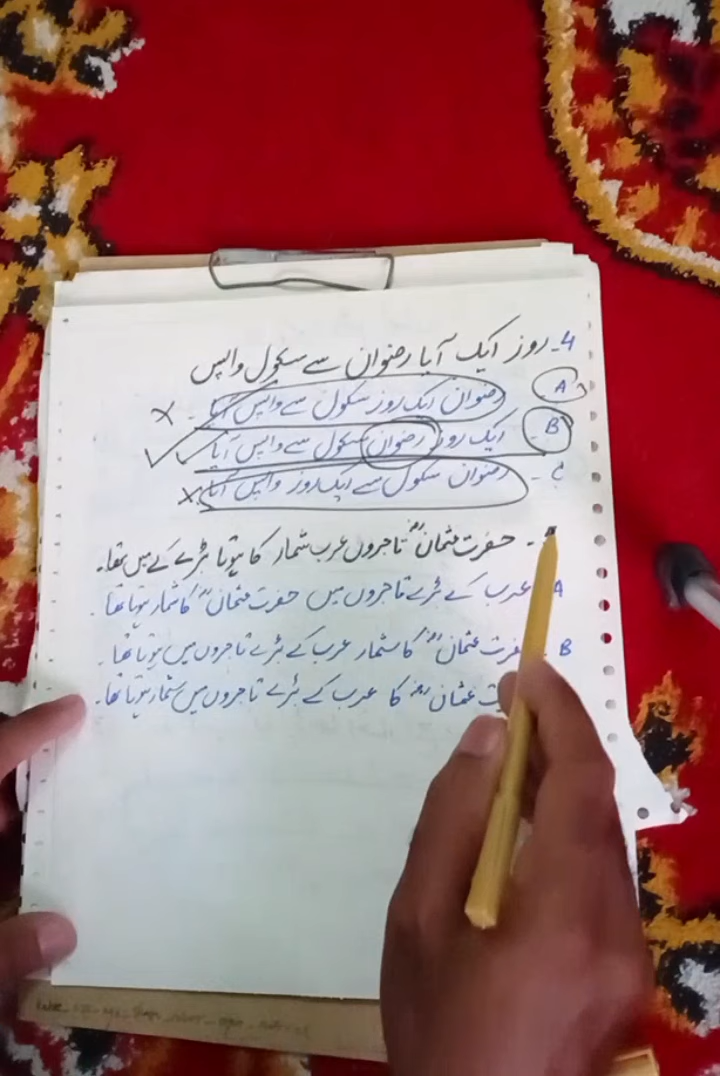 4- روز ایک آیا رضوان سے سکول واپس
A- رضوان ایک روز سکول سے واپس آیا ×
B- ایک روز رضوان سکول سے واپس آیا ✓
ج- رضوان سکول سے ایک روز واپس آیا ×
- حضرت عثمانؓ تاجروں عرب شمار کا ہوتا بڑے کے میں تھا۔
A عرب کے بڑے تاجروں میں حضرت عثمانؓ کا شمار ہوتا تھا۔
B عثمانؓ کا شمار عرب کے بڑے تاجروں میں ہوتا تھا۔
عثمانؓ کا عرب کے بڑے تاجروں میں شمار ہوتا تھا۔